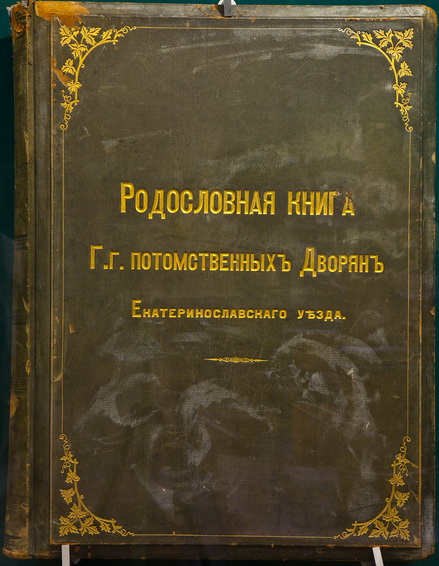 Родословная книга
Г.г. потомственныхъ Дворянъ
Екатеринославскаго уѣзда.